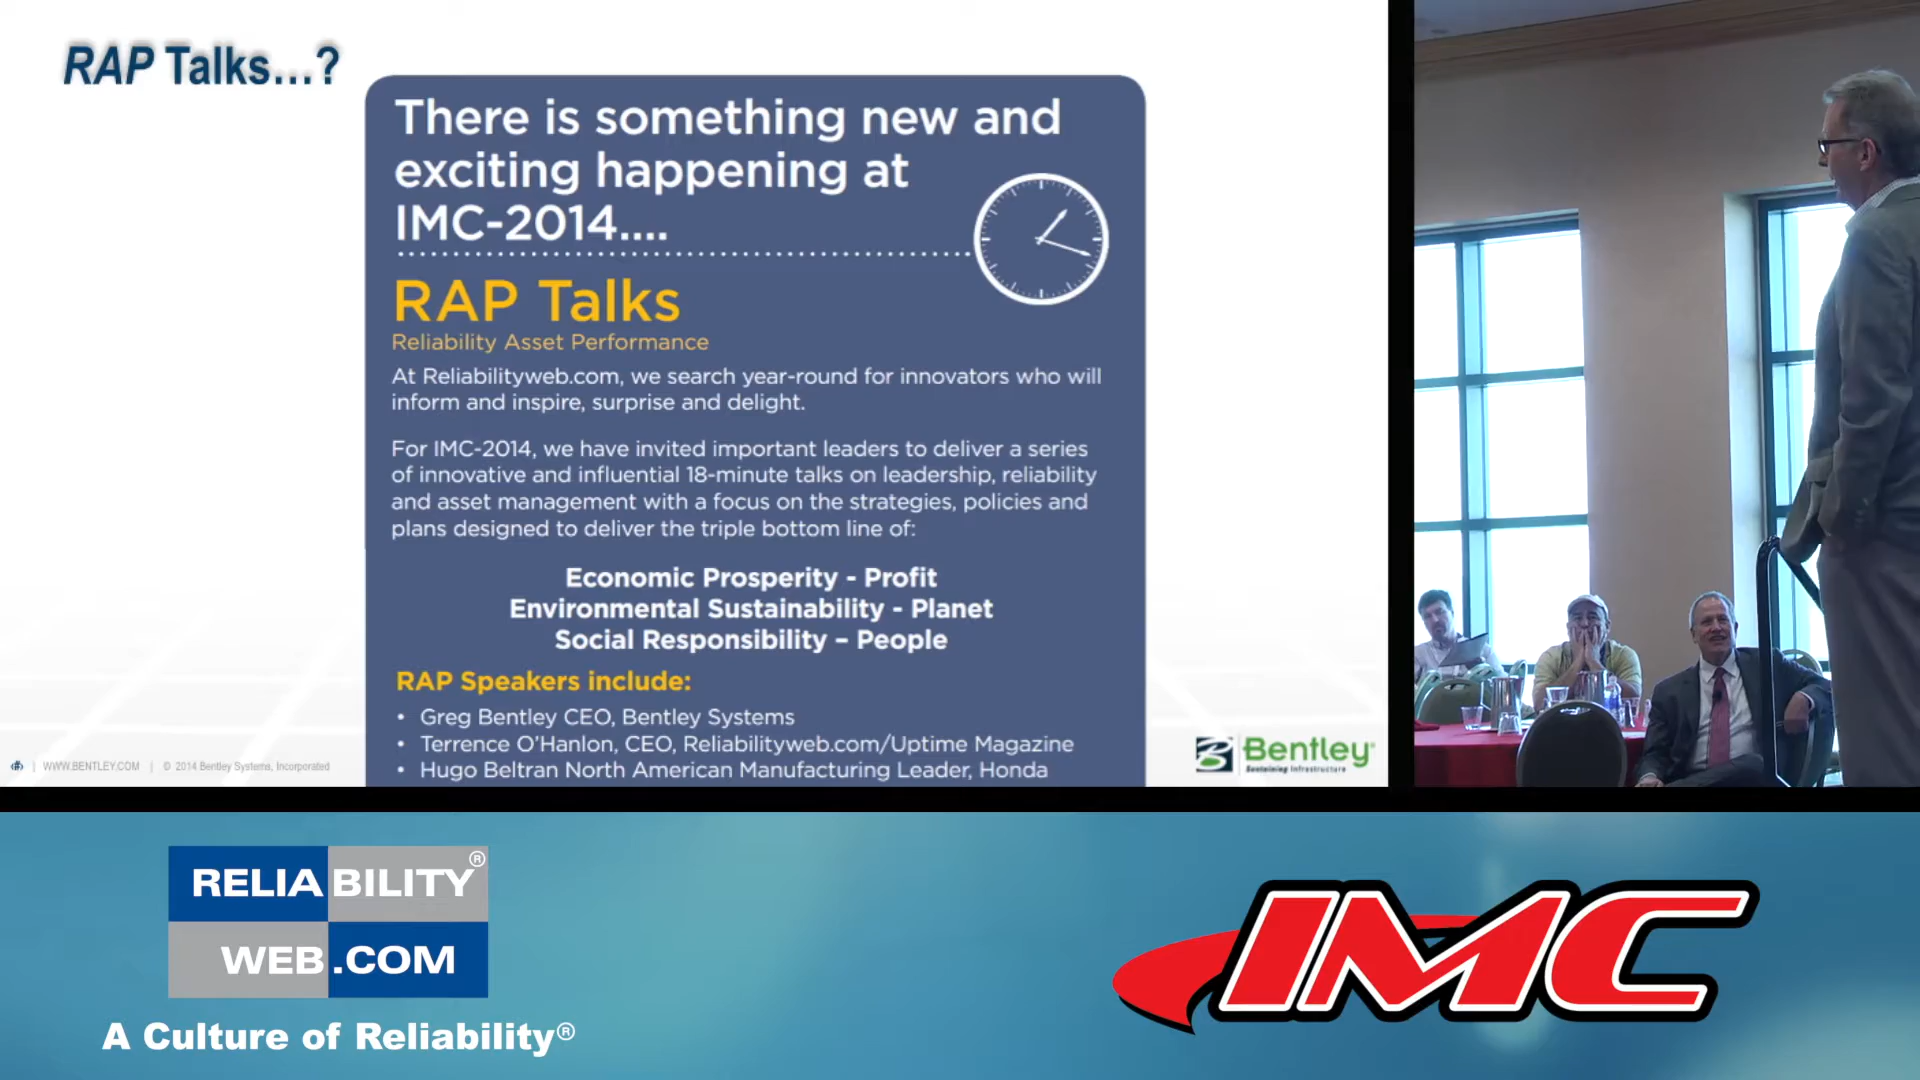 RAP Talks...?
There is something new and
exciting happening at
IMC-2014....
RAP Talks
Reliability Asset Performance
At Reliabilityweb.com, we search year-round for innovators who will
inform and inspire, surprise and delight.
For IMC-2014, we have invited important leaders to deliver a series
of innovative and influential 18-minute talks on leadership, reliability
and asset management with a focus on the strategies, policies and
plans designed to deliver the triple bottom line of:
Economic Prosperity - Profit
Environmental Sustainability - Planet
Social Responsibility – People
RAP Speakers include:
• Greg Bentley CEO, Bentley Systems
• Terrence O'Hanlon, CEO, Reliabilityweb.com/Uptime Magazine
• Hugo Beltran North American Manufacturing Leader, Honda
| WWW.BENTLEY.COM | © 2014 Bentley Systems, Incorporated
Bentley®
Sustaining Infrastructure
RELIABILITY®
WEB.COM
A Culture of Reliability®
IMC